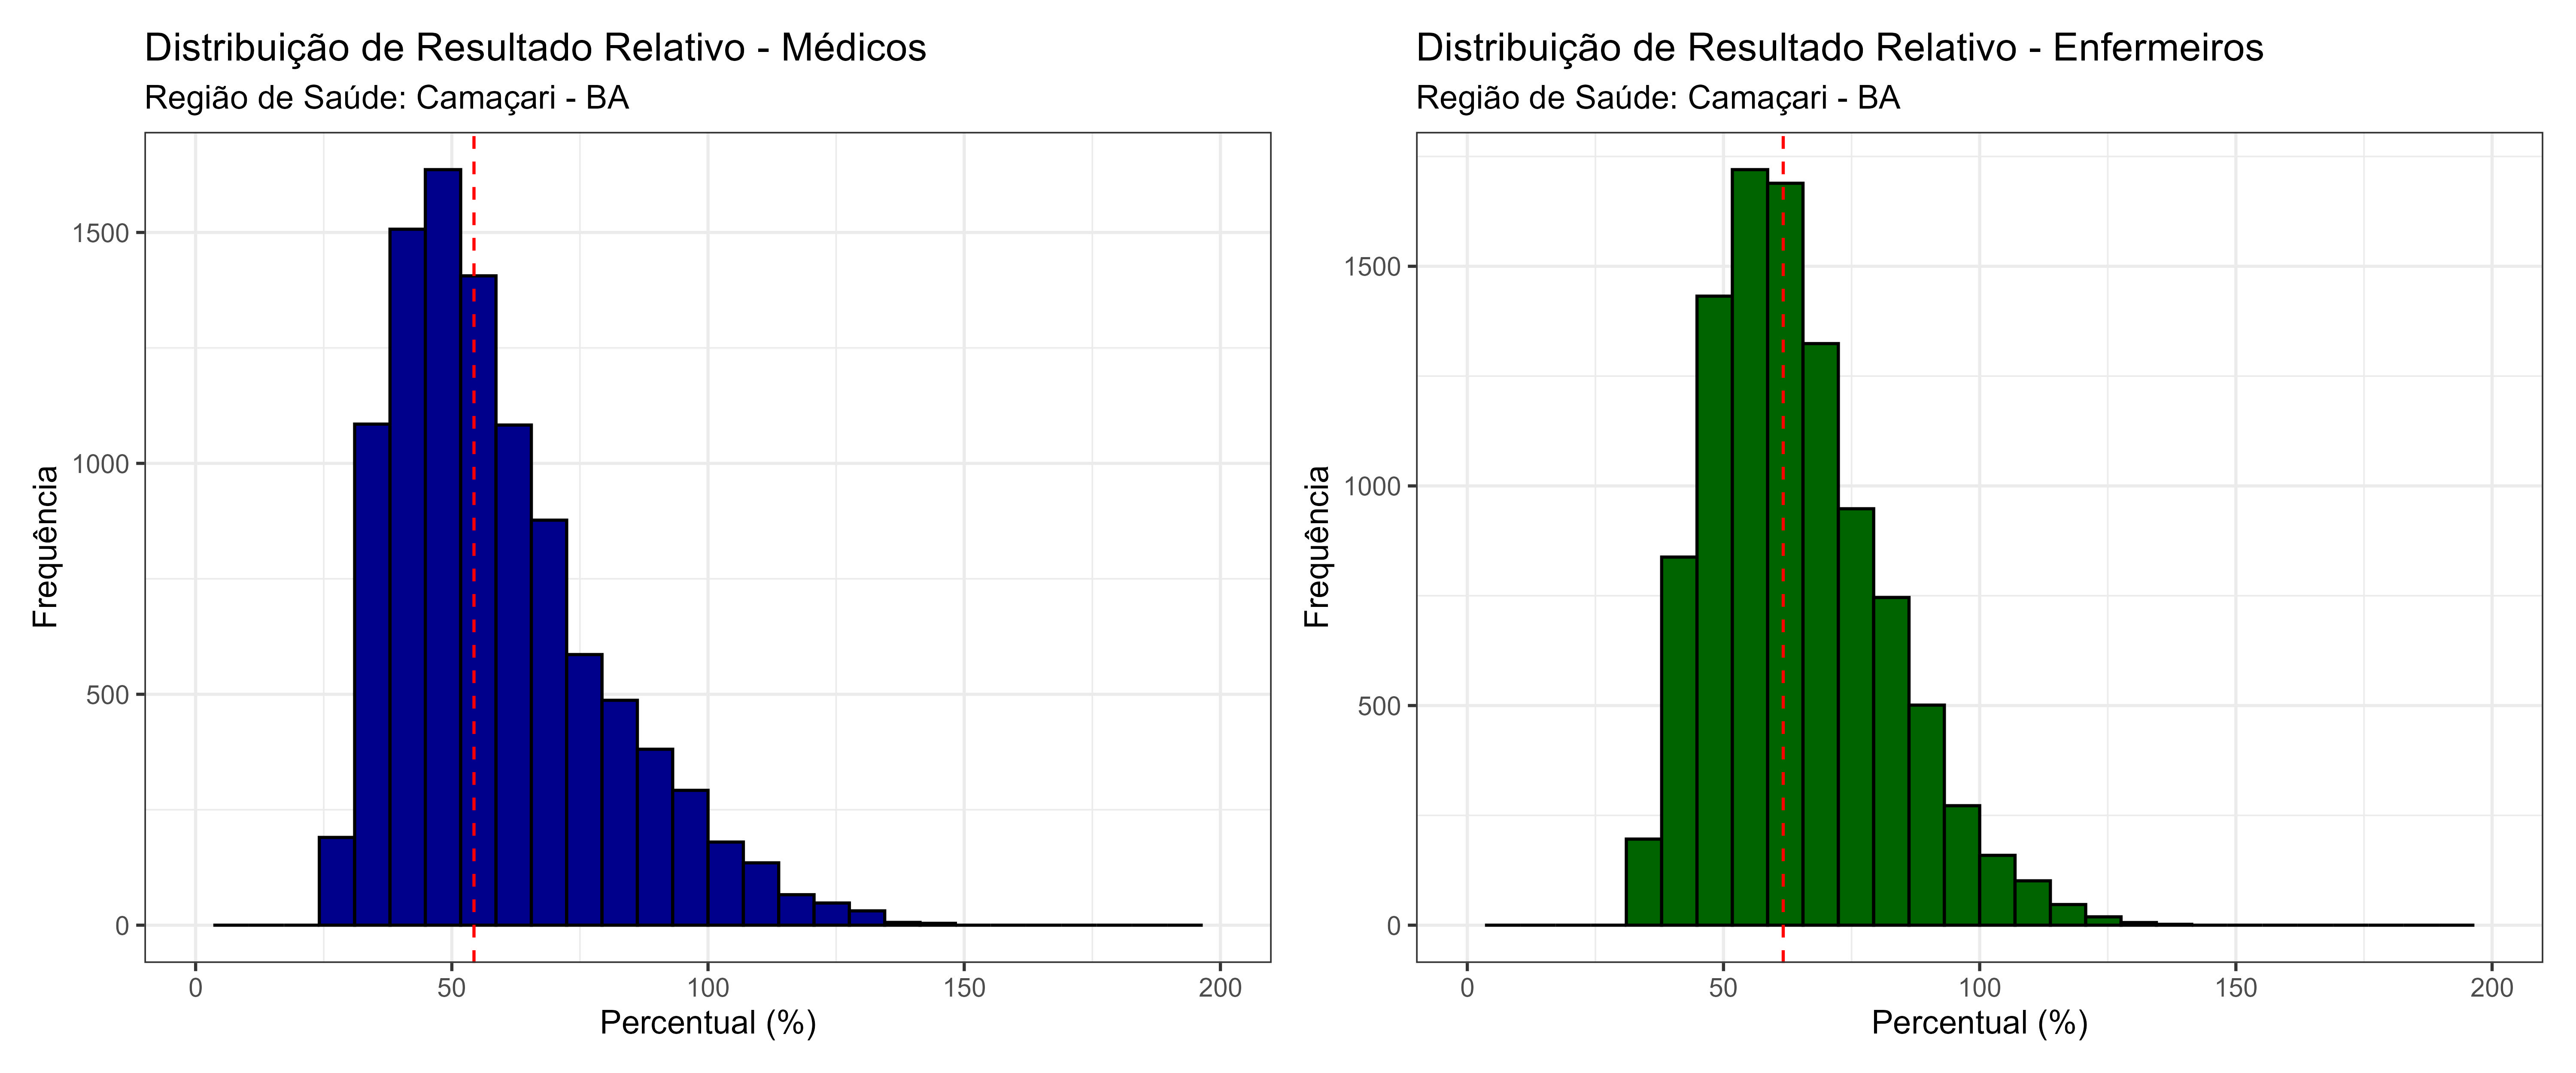 Distribuição de Resultado Relativo - Médicos
Região de Saúde: Camaçari - BA
Frequência
1500
1000
500
0
0 50 100 150 200
Percentual (%)
Distribuição de Resultado Relativo - Enfermeiros
Região de Saúde: Camaçari - BA
Frequência
1500
1000
500
0
0 50 100 150 200
Percentual (%)